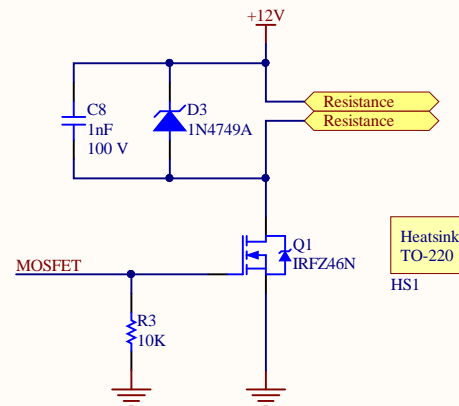 +12V
C8
1nF
100 V
D3
1N4749A
Resistance
Resistance
Q1
IRFZ46N
Heatsink
TO-220
HS1
MOSFET
R3
10K